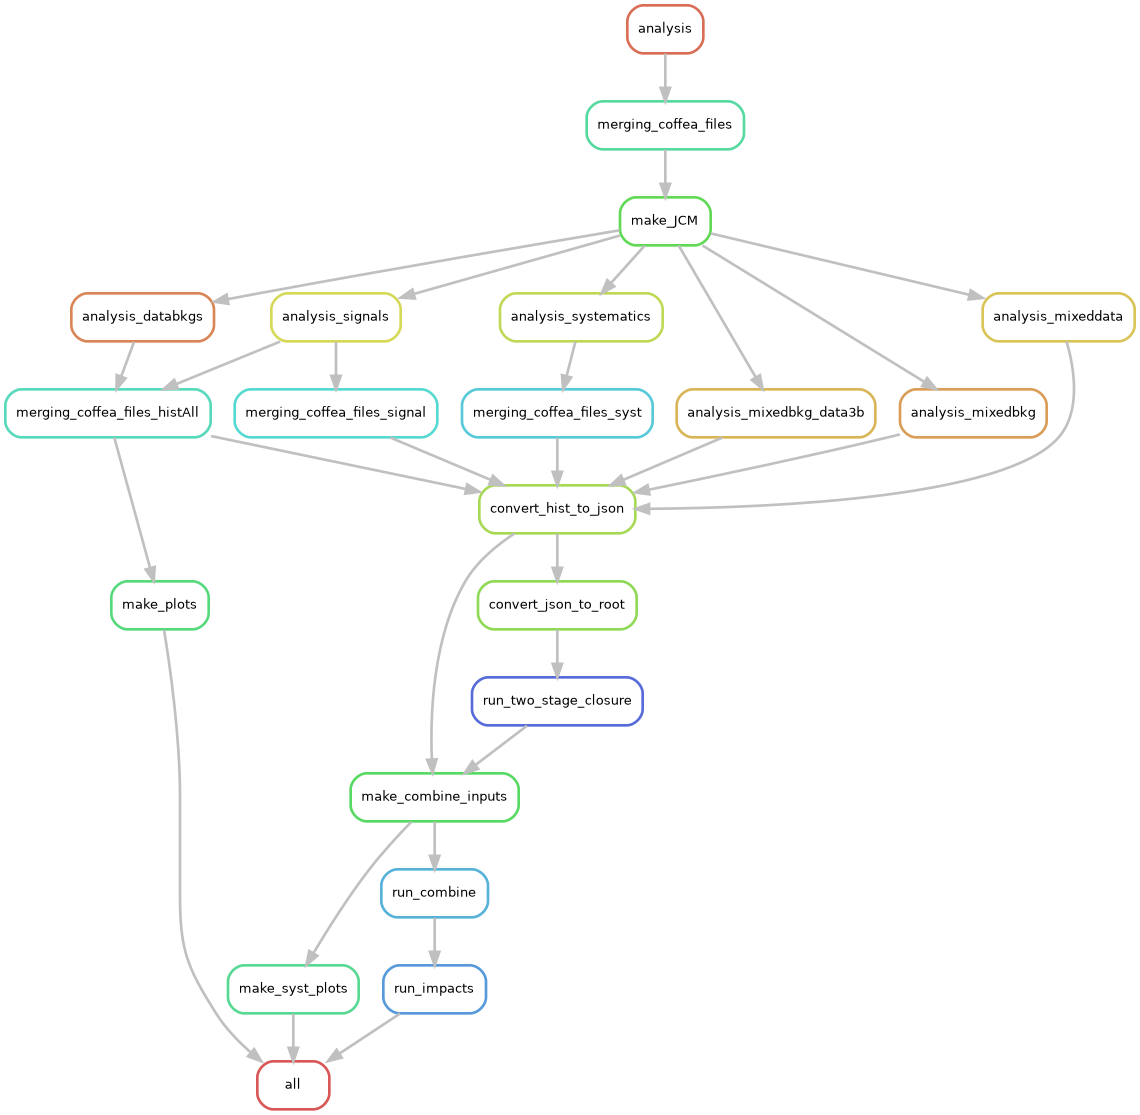 analysis
merging_coffea_files
make_JCM
analysis_databkgs
analysis_signals
analysis_systematics
analysis_mixeddata
merging_coffea_files_histAll
merging_coffea_files_signal
merging_coffea_files_syst
analysis_mixedbkg_data3b
analysis_mixedbkg
convert_hist_to_json
make_plots
convert_json_to_root
run_two_stage_closure
make_combine_inputs
run_combine
make_syst_plots
run_impacts
all